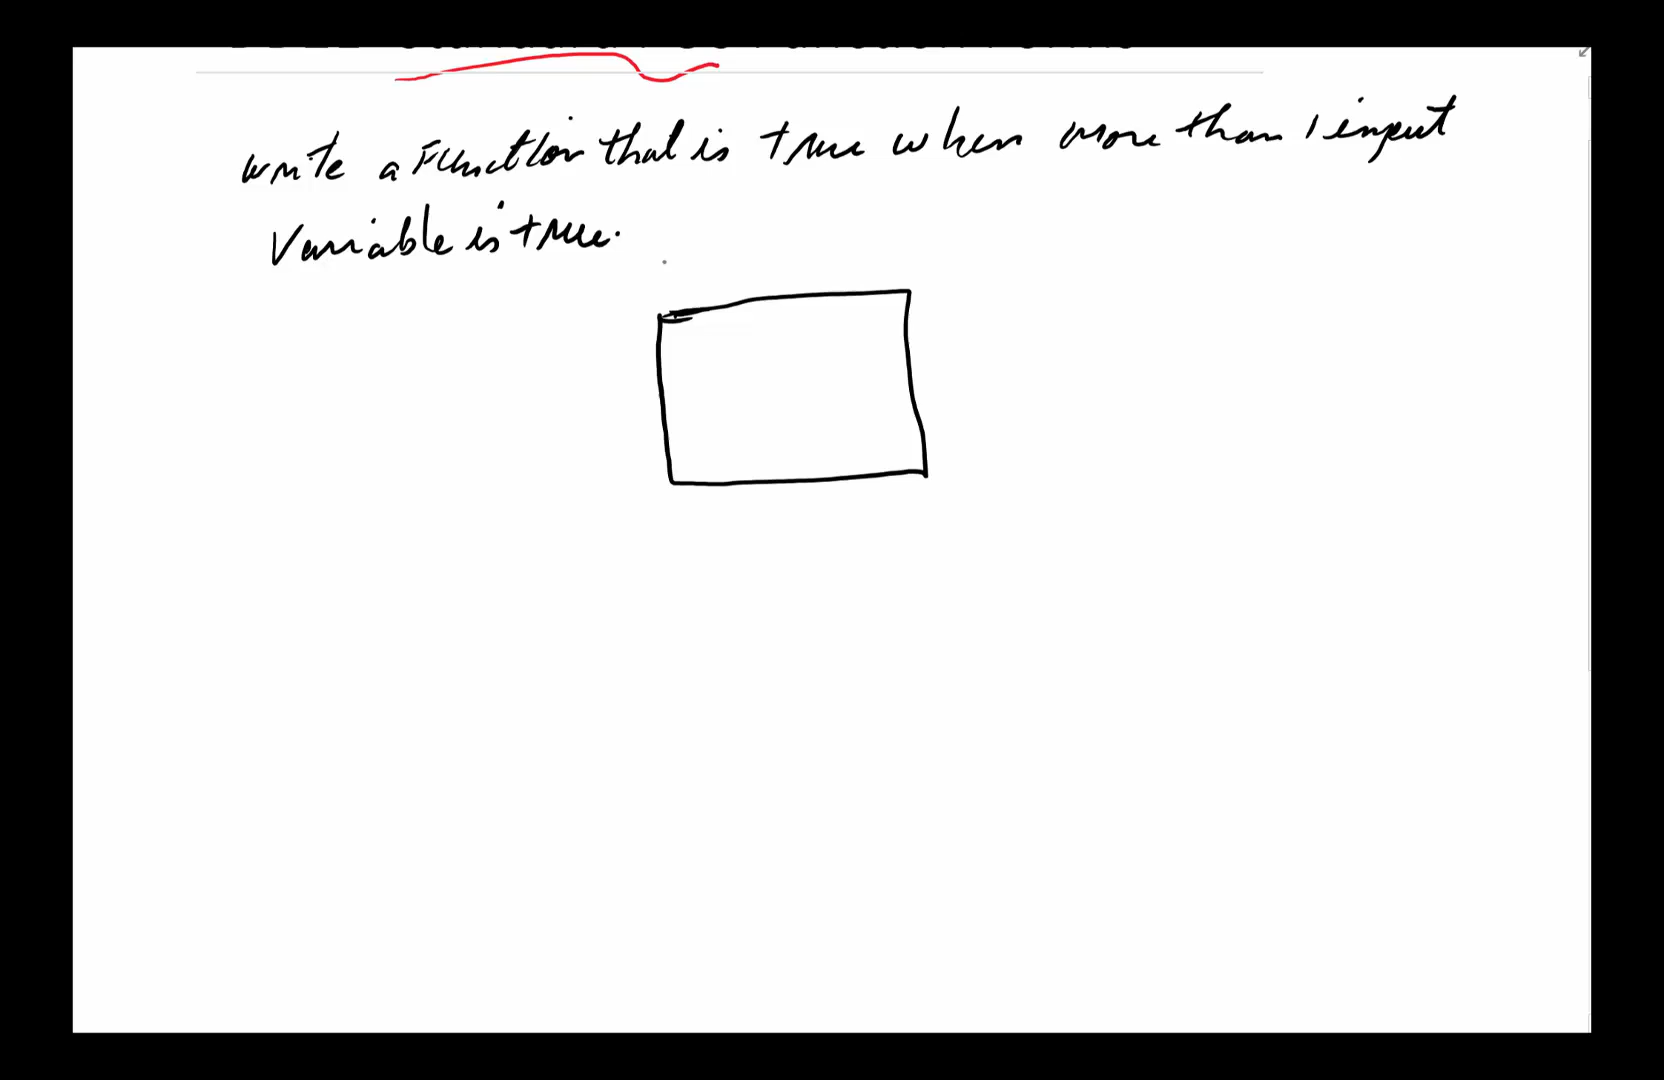 write a Function that is true when more than 1 input
Variable is true.